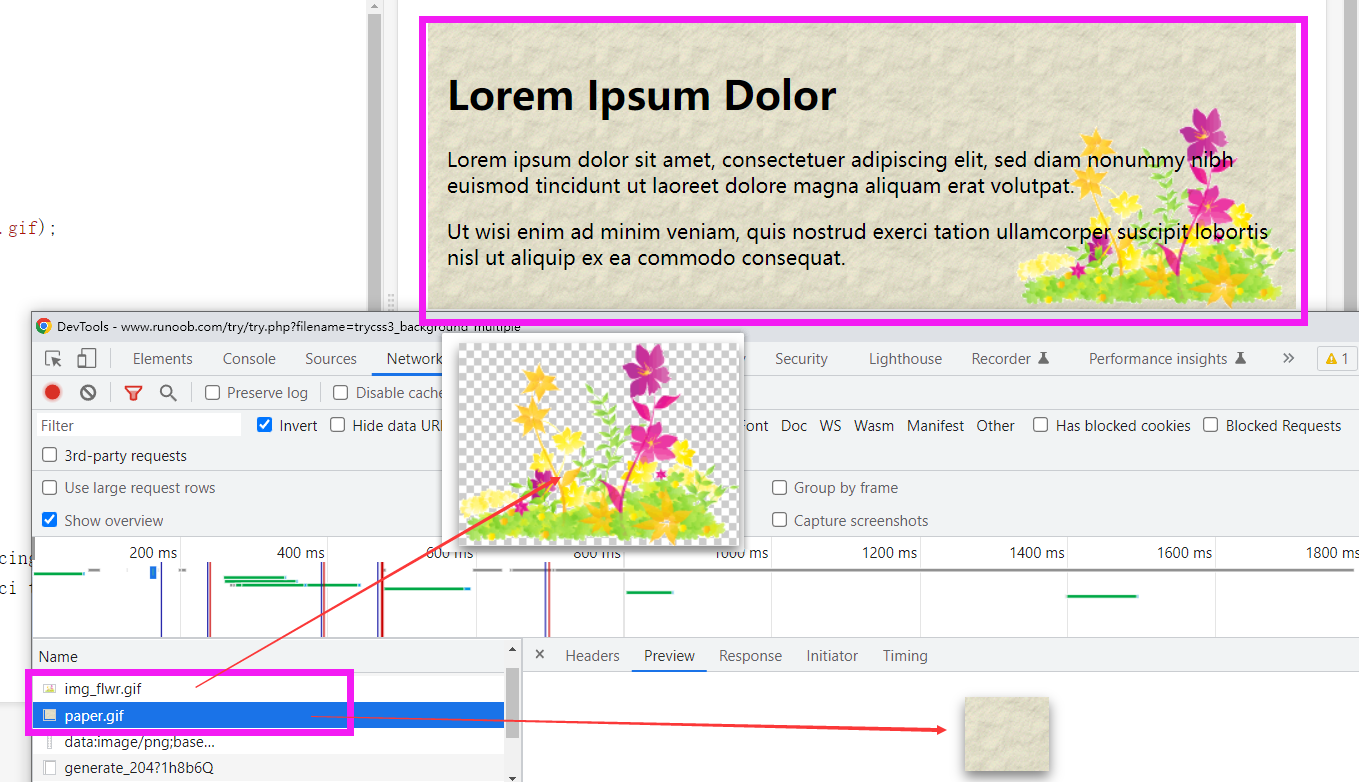 Lorem Ipsum Dolor
Lorem ipsum dolor sit amet, consectetuer adipiscing elit, sed diam nonummy nibh
euismod tincidunt ut laoreet dolore magna aliquam erat volutpat.
.gif);
Ut wisi enim ad minim veniam, quis nostrud exerci tation ullamcorper suscipit lobortis
nisl ut aliquip ex ea commodo consequat.
DevTools - www.runoob.com/try/try.php?filename=trycss3_background_multiple
Elements Console Sources Network Security Lighthouse Recorder Performance insights » 1
Preserve log Disable cache
Filter Invert Hide data UR Font Doc WS Wasm Manifest Other Has blocked cookies Blocked Requests
3rd-party requests
Use large request rows Group by frame
Show overview Capture screenshots
200 ms 400 ms 600 ms 800 ms 1000 ms 1200 ms 1400 ms 1600 ms 1800 ms
cing
ci t
Name × Headers Preview Response Initiator Timing
img_flwr.gif
paper.gif
data:image/png;base...
generate_204?1h8b6Q